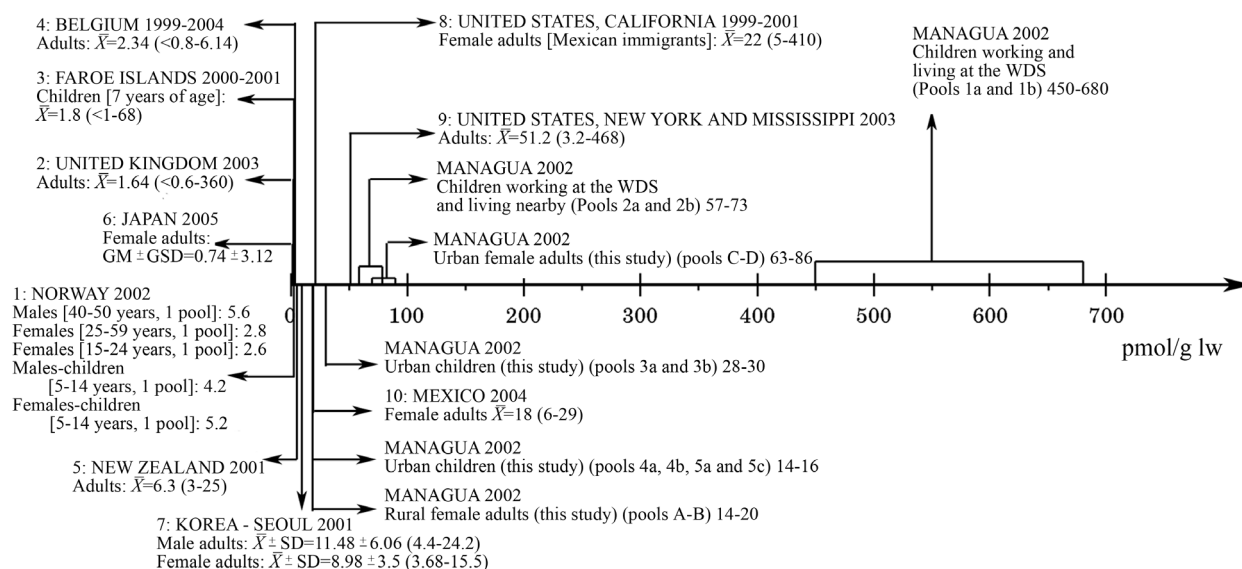 4: BELGIUM 1999-2004
Adults: X̄=2.34 (<0.8-6.14)
3: FAROE ISLANDS 2000-2001
Children [7 years of age]:
X̄=1.8 (<1-68)
2: UNITED KINGDOM 2003
Adults: X̄=1.64 (<0.6-360)
6: JAPAN 2005
Female adults:
GM ±GSD=0.74 ±3.12
8: UNITED STATES, CALIFORNIA 1999-2001
Female adults [Mexican immigrants]: X̄=22 (5-410)
9: UNITED STATES, NEW YORK AND MISSISSIPPI 2003
Adults: X̄=51.2 (3.2-468)
MANAGUA 2002
Children working at the WDS
and living nearby (Pools 2a and 2b) 57-73
MANAGUA 2002
Urban female adults (this study) (pools C-D) 63-86
MANAGUA 2002
Children working and
living at the WDS
(Pools 1a and 1b) 450-680
0 100 200 300 400 500 600 700
pmol/g lw
1: NORWAY 2002
Males [40-50 years, 1 pool]: 5.6
Females [25-59 years, 1 pool]: 2.8
Females [15-24 years, 1 pool]: 2.6
Males-children
[5-14 years, 1 pool]: 4.2
Females-children
[5-14 years, 1 pool]: 5.2
5: NEW ZEALAND 2001
Adults: X̄=6.3 (3-25)
7: KOREA - SEOUL 2001
Male adults: X̄ ± SD=11.48 ±6.06 (4.4-24.2)
Female adults: X̄ ± SD=8.98 ±3.5 (3.68-15.5)
MANAGUA 2002
Urban children (this study) (pools 3a and 3b) 28-30
10: MEXICO 2004
Female adults X̄=18 (6-29)
MANAGUA 2002
Urban children (this study) (pools 4a, 4b, 5a and 5c) 14-16
MANAGUA 2002
Rural female adults (this study) (pools A-B) 14-20